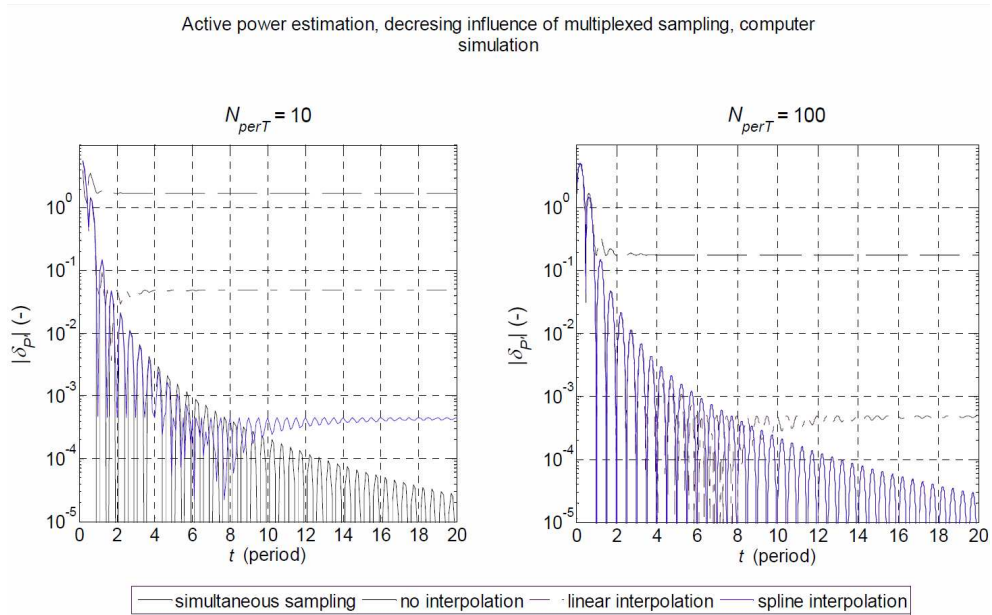 Active power estimation, decresing influence of multiplexed sampling, computer
simulation
N_perT = 10
|δ_P'| (-)
10^0
10^-1
10^-2
10^-3
10^-4
10^-5
0 2 4 6 8 10 12 14 16 18 20
t (period)
N_perT = 100
|δ_P'| (-)
10^0
10^-1
10^-2
10^-3
10^-4
10^-5
0 2 4 6 8 10 12 14 16 18 20
t (period)
simultaneous sampling no interpolation linear interpolation spline interpolation